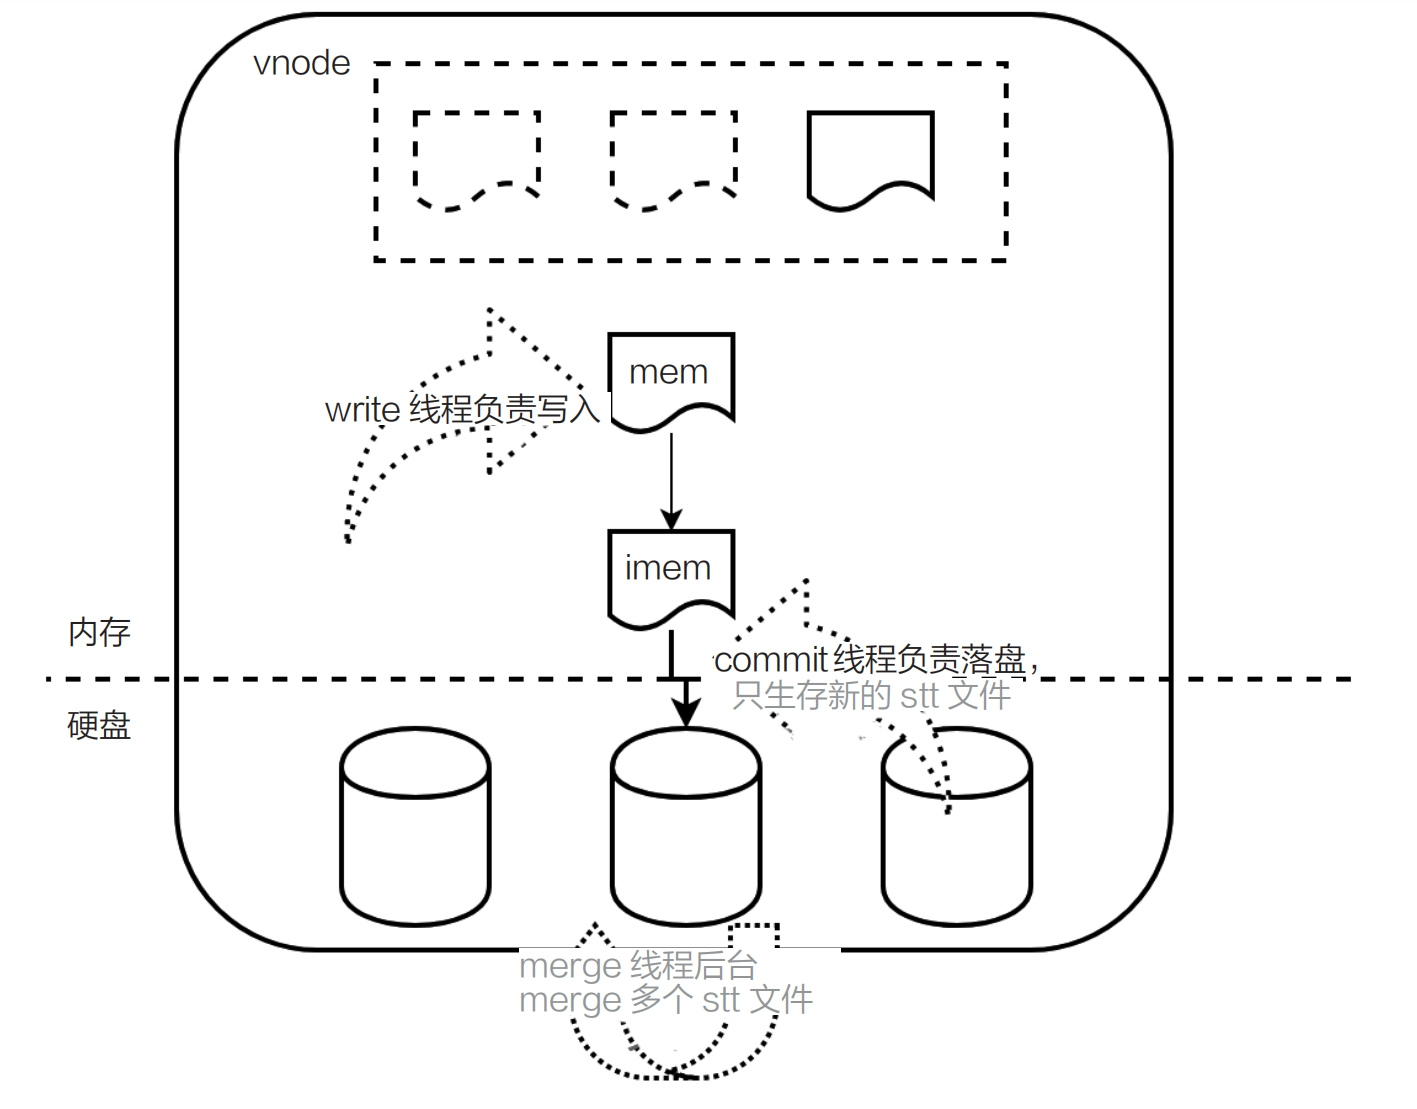 vnode
mem
write 线程负责写入
imem
内存
commit 线程负责落盘，
只生存新的 stt 文件
硬盘
merge 线程后台
merge 多个 stt 文件